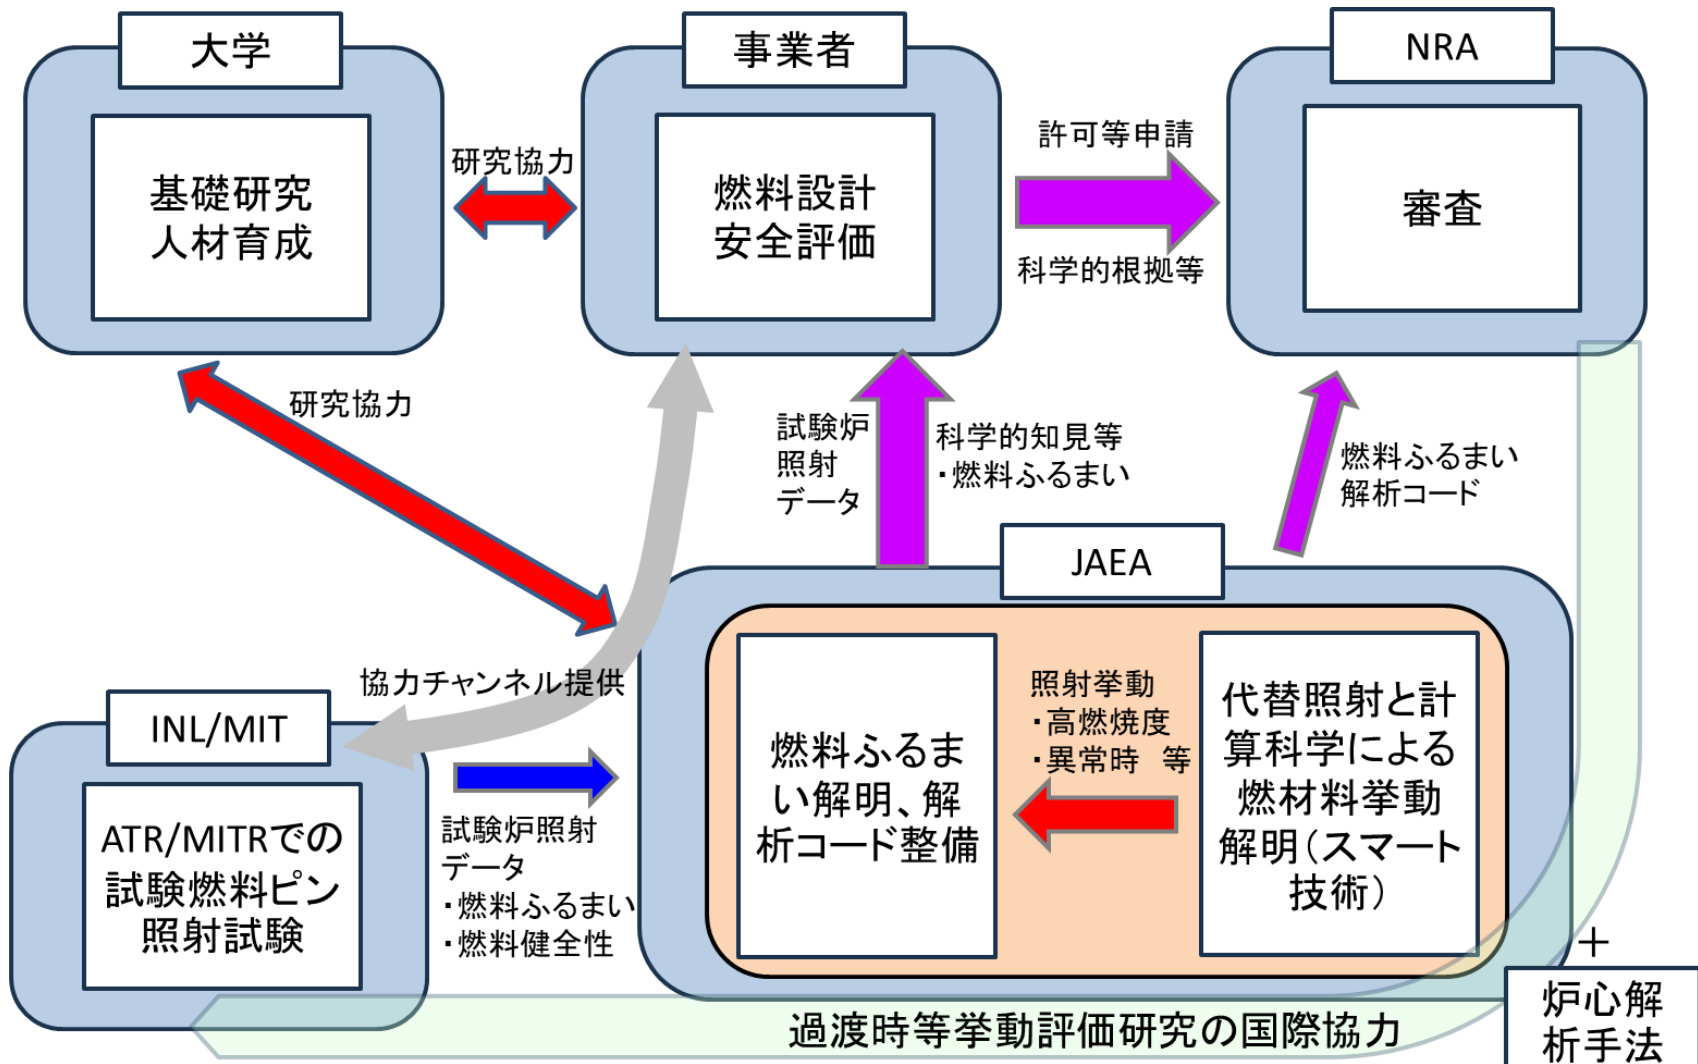 大学
基礎研究
人材育成
研究協力
事業者
燃料設計
安全評価
許可等申請
科学的根拠等
NRA
審査
研究協力
試験炉
照射
データ
科学的知見等
・燃料ふるまい
燃料ふるまい
解析コード
協力チャンネル提供
INL/MIT
ATR/MITRでの
試験燃料ピン
照射試験
試験炉照射
データ
・燃料ふるまい
・燃料健全性
JAEA
燃料ふるま
い解明、解
析コード整備
照射挙動
・高燃焼度
・異常時 等
代替照射と計
算科学による
燃材料挙動
解明(スマート
技術)
+
炉心解
析手法
過渡時等挙動評価研究の国際協力